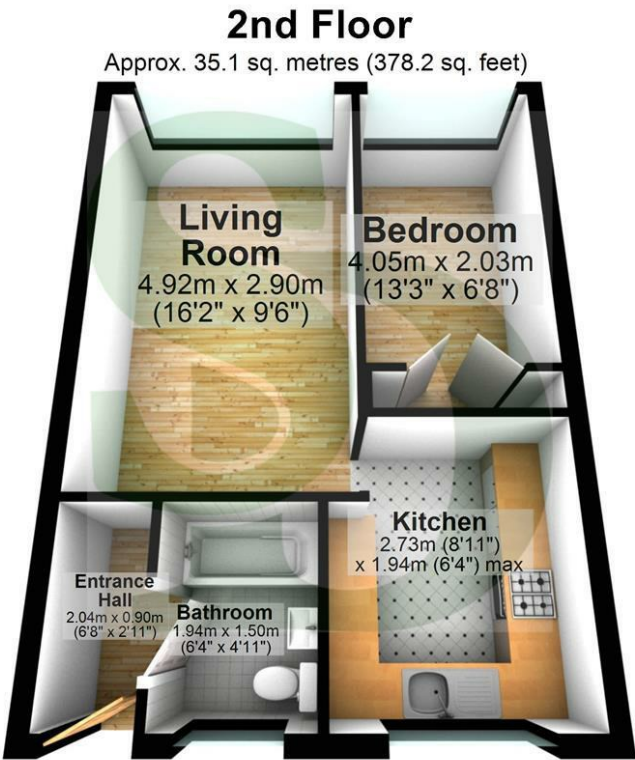 2nd Floor
Approx. 35.1 sq. metres (378.2 sq. feet)
Living
Room
4.92m x 2.90m
(16'2" x 9'6")
Bedroom
4.05m x 2.03m
(13'3" x 6'8")
Kitchen
2.73m (8'11")
x 1.94m (6'4") max
Entrance
Hall
2.04m x 0.90m
(6'8" x 2'11")
Bathroom
1.94m x 1.50m
(6'4" x 4'11")